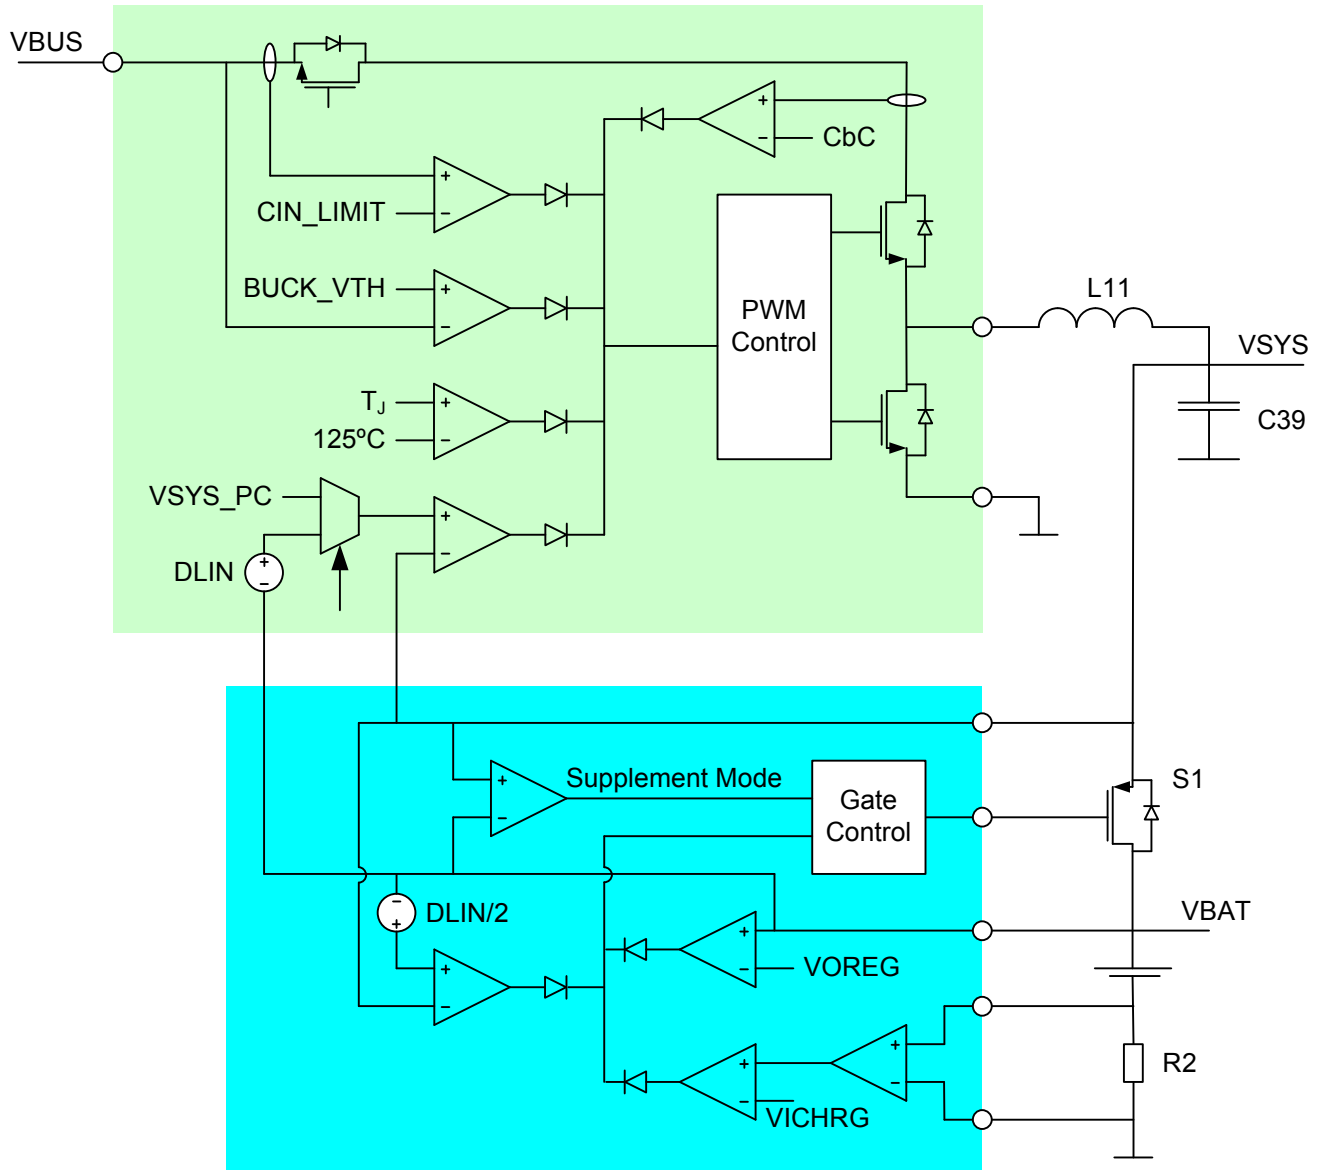 VBUS
+
−
CbC
+
CIN_LIMIT
−
BUCK_VTH
+
−
PWM
Control
L11
VSYS
C39
TJ
+
125ºC
−
VSYS_PC
+
−
DLIN
+
−
+
−
Supplement Mode
Gate
Control
S1
−
+
DLIN/2
+
−
+
−
VOREG
VBAT
+
−
VICHRG
+
−
R2